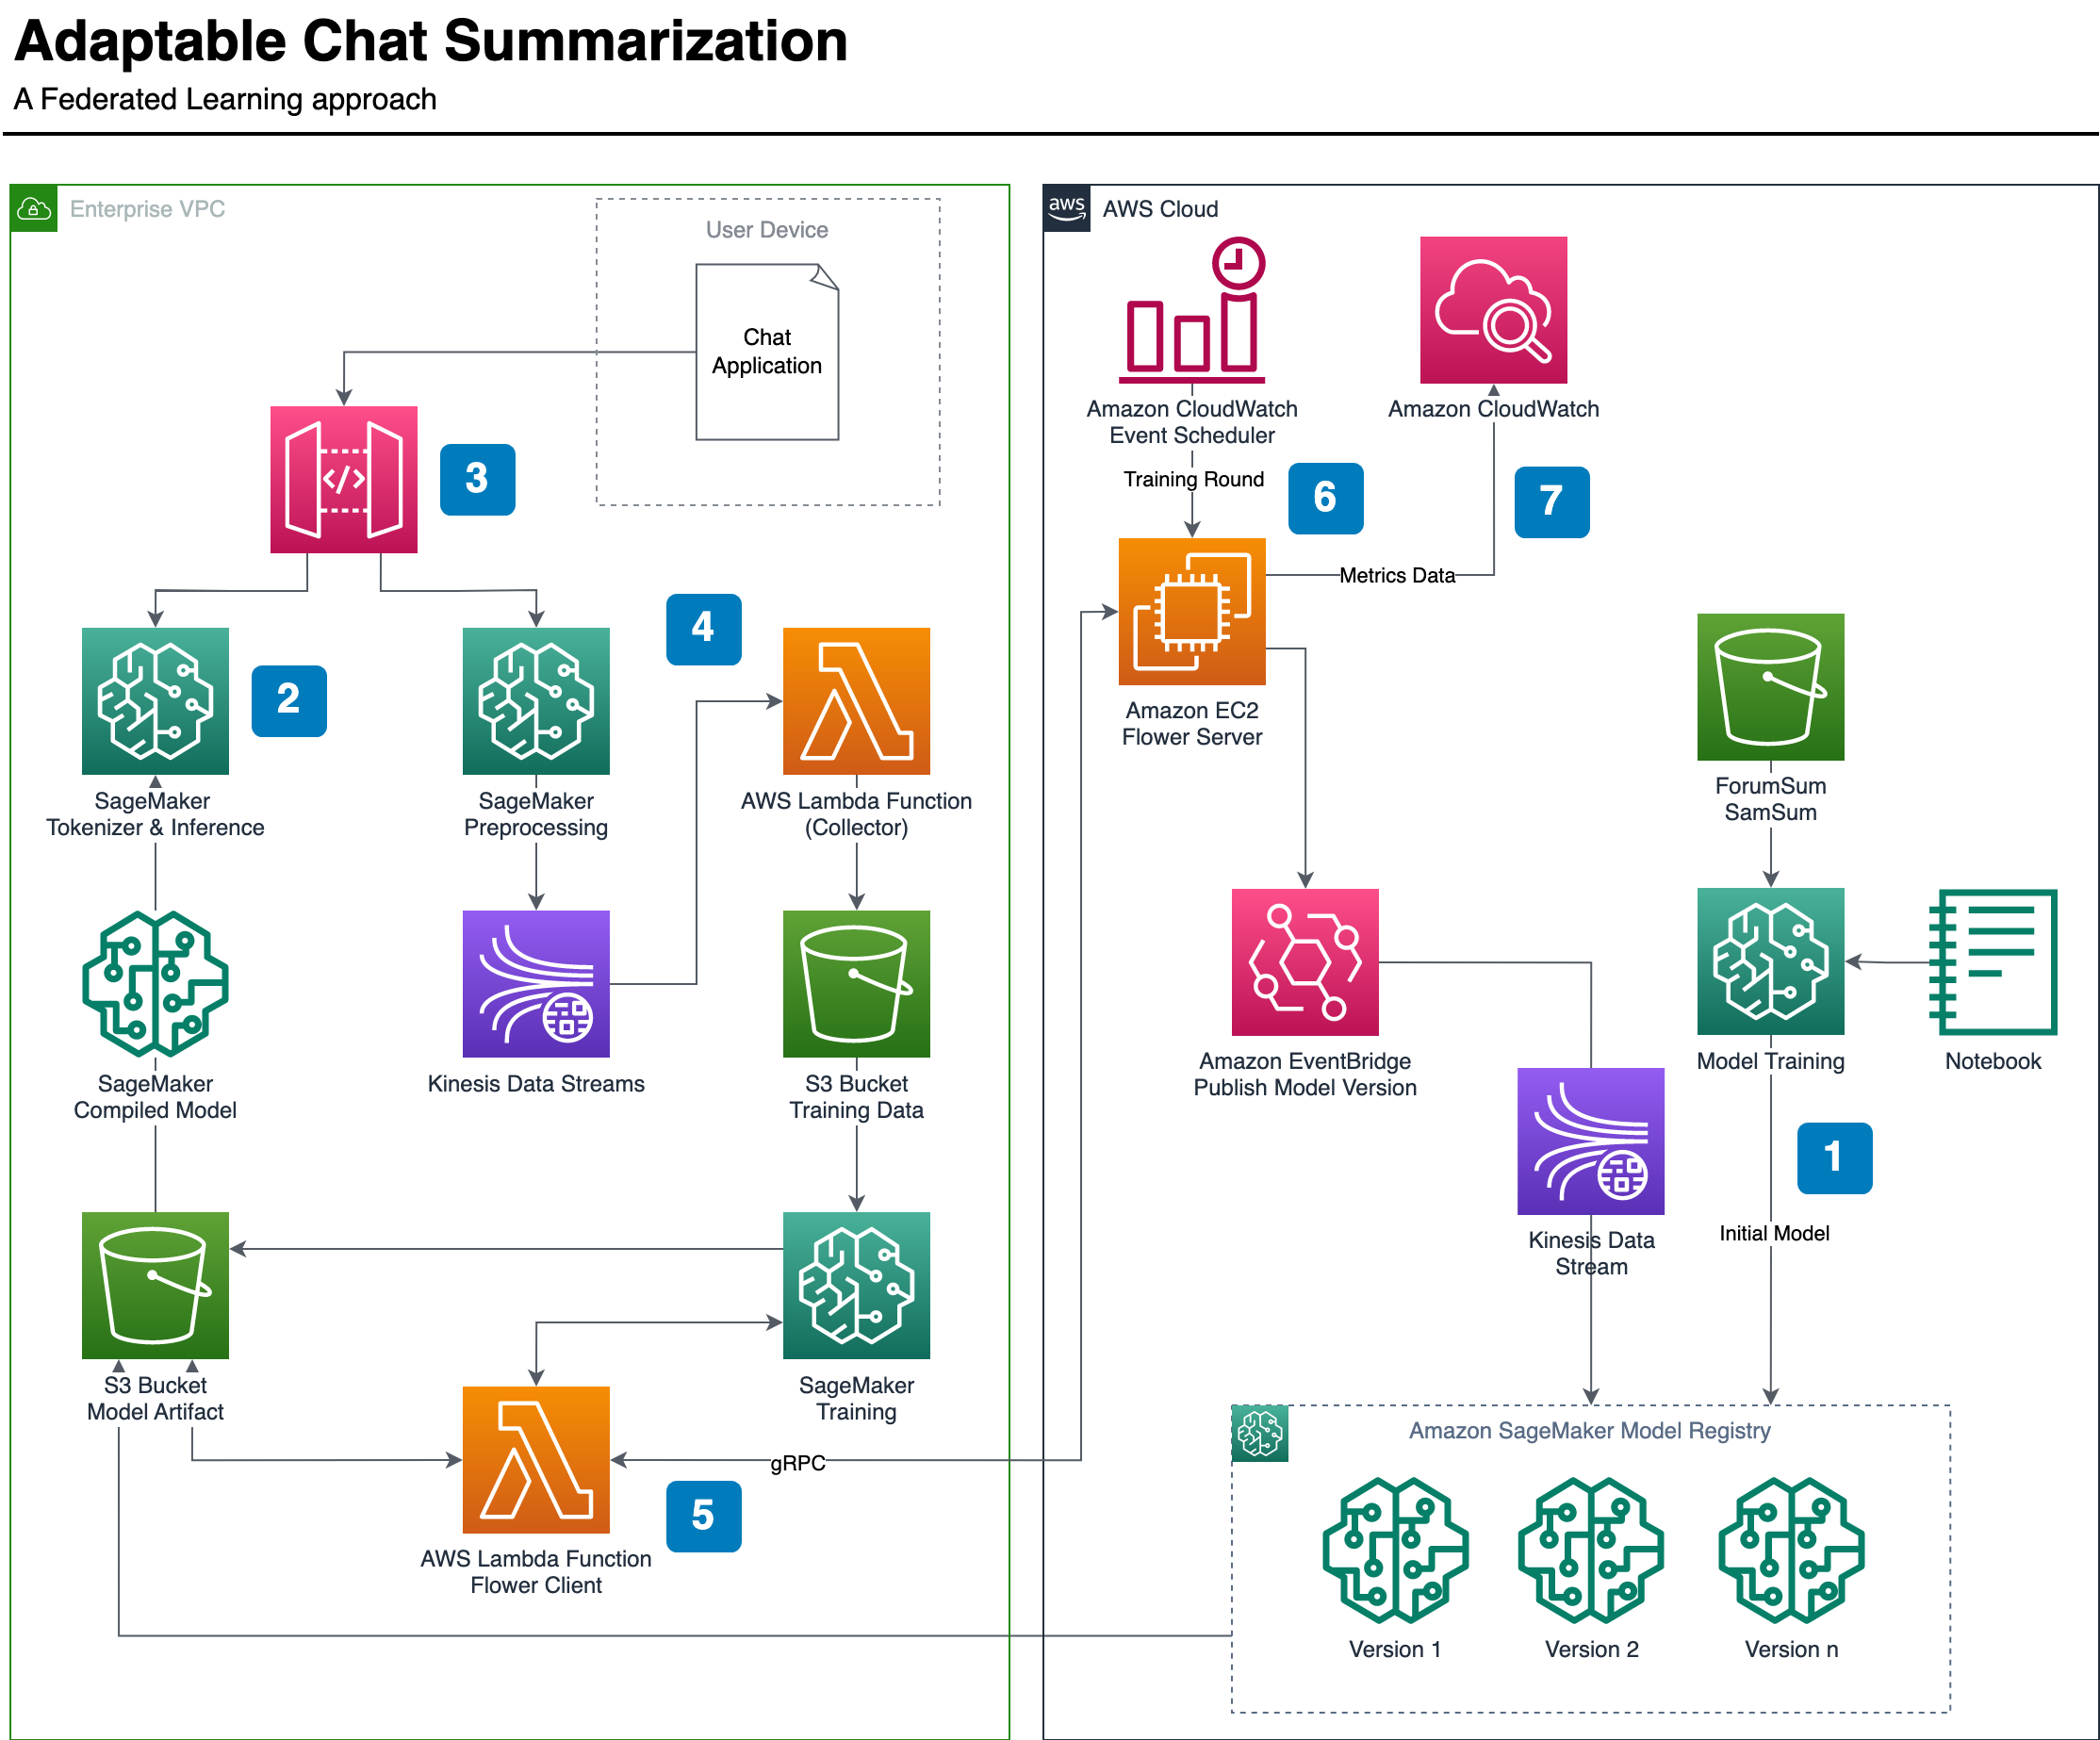 Adaptable Chat Summarization
A Federated Learning approach
Enterprise VPC
User Device
Chat
Application
3
2
4
SageMaker
Tokenizer & Inference
SageMaker
Preprocessing
AWS Lambda Function
(Collector)
SageMaker
Compiled Model
Kinesis Data Streams
S3 Bucket
Training Data
S3 Bucket
Model Artifact
SageMaker
Training
gRPC
5
AWS Lambda Function
Flower Client
aws
AWS Cloud
Amazon CloudWatch
Event Scheduler
Amazon CloudWatch
Training Round
6
7
Metrics Data
Amazon EC2
Flower Server
ForumSum
SamSum
Amazon EventBridge
Publish Model Version
Model Training
Notebook
1
Kinesis Data
Stream
Initial Model
Amazon SageMaker Model Registry
Version 1
Version 2
Version n